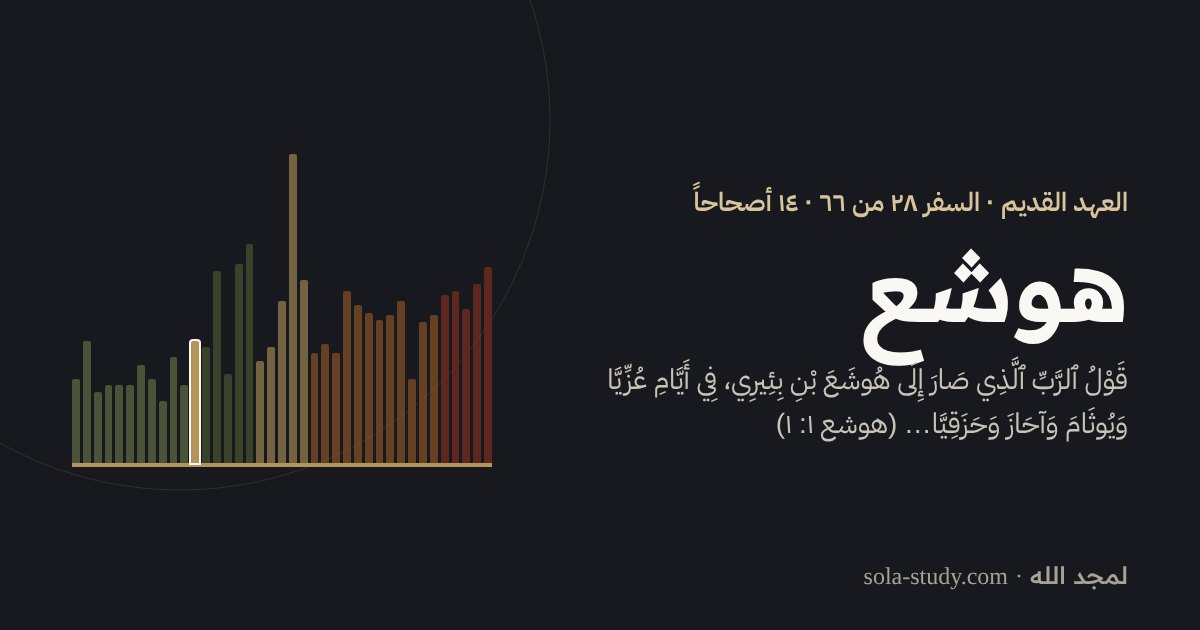 العهد القديم · السفر ٢٨ من ٦٦ · ١٤ أصحاحاً
هوشع
قَوْلُ ٱلرَّبِّ ٱلَّذِي صَارَ إِلَى هُوشَعَ بْنِ بِئِيرِي، فِي أَيَّامِ عُزِّيَّا
وَيُوثَامَ وَآحَازَ وَحَزَقِيَّا… (هوشع ١: ١)
لمجد الله · sola-study.com